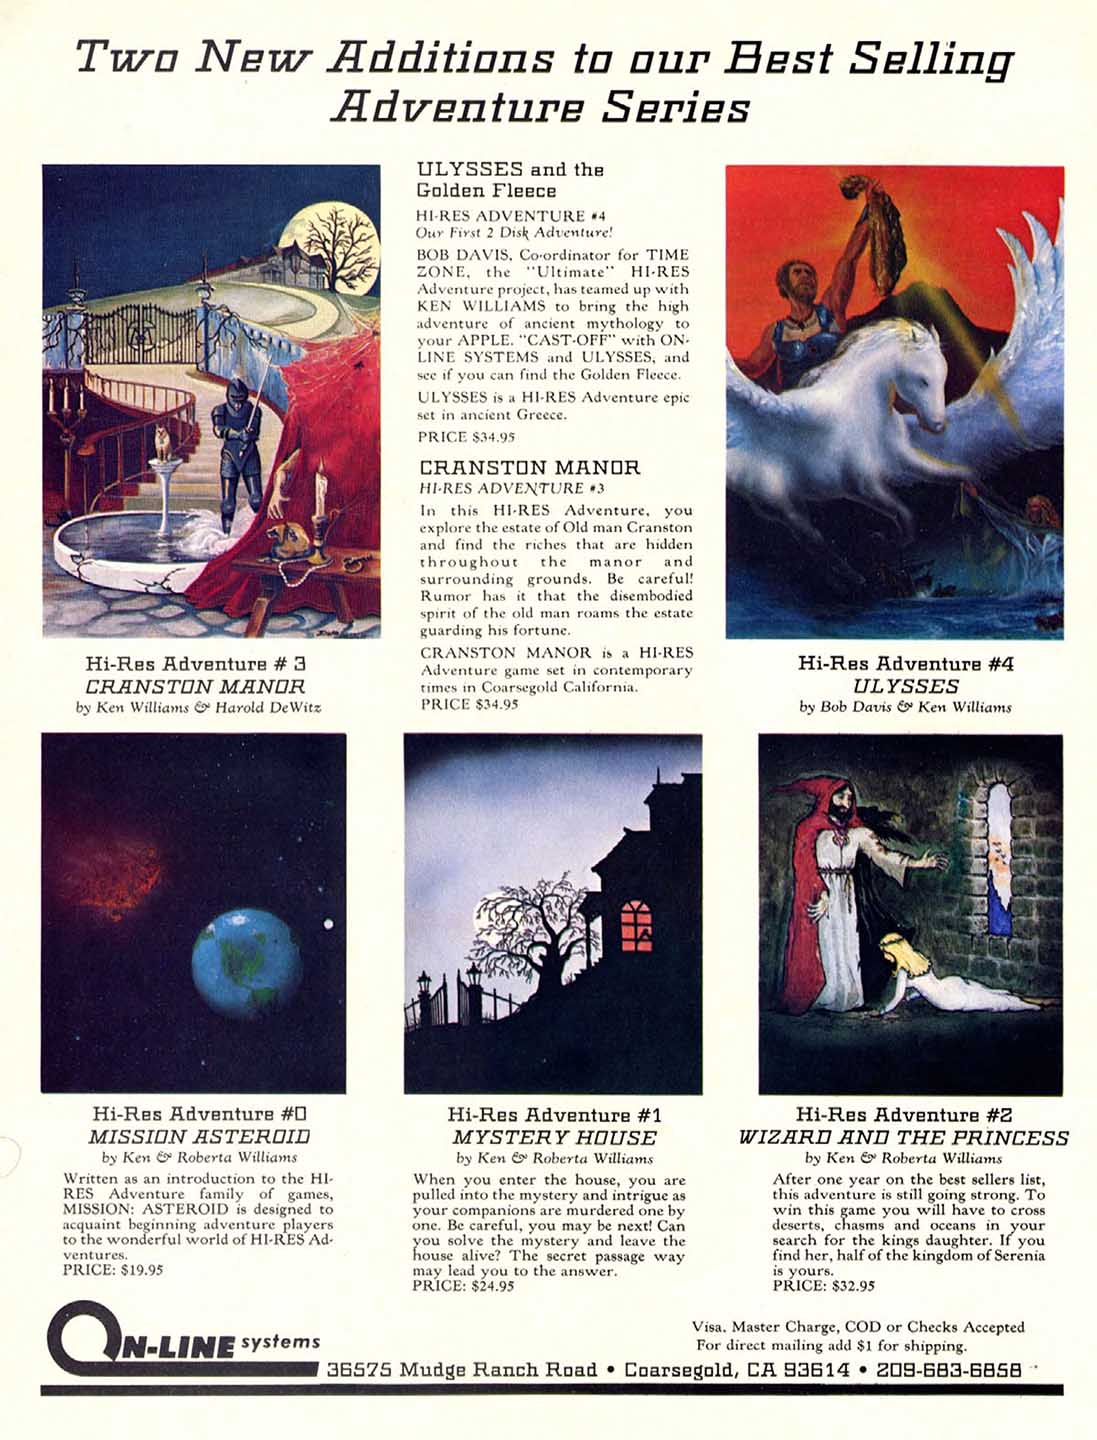 Two New Additions to our Best Selling
Adventure Series
ULYSSES and the
Golden Fleece
HI-RES ADVENTURE #4
Our First 2 Disk Adventure!
BOB DAVIS, Co-ordinator for TIME
ZONE, the "Ultimate" HI-RES
Adventure project, has teamed up with
KEN WILLIAMS to bring the high
adventure of ancient mythology to
your APPLE. "CAST-OFF" with ON-
LINE SYSTEMS and ULYSSES, and
see if you can find the Golden Fleece.
ULYSSES is a HI-RES Adventure epic
set in ancient Greece.
PRICE $34.95
CRANSTON MANOR
HI-RES ADVENTURE #3
In this HI-RES Adventure, you
explore the estate of Old man Cranston
and find the riches that are hidden
throughout the manor and
surrounding grounds. Be careful!
Rumor has it that the disembodied
spirit of the old man roams the estate
guarding his fortune.
CRANSTON MANOR is a HI-RES
Adventure game set in contemporary
times in Coarsegold California.
PRICE $34.95
Hi-Res Adventure # 3
CRANSTON MANOR
by Ken Williams & Harold DeWitz
Hi-Res Adventure #4
ULYSSES
by Bob Davis & Ken Williams
Hi-Res Adventure #0
MISSION ASTEROID
by Ken & Roberta Williams
Written as an introduction to the HI-
RES Adventure family of games,
MISSION: ASTEROID is designed to
acquaint beginning adventure players
to the wonderful world of HI-RES Ad-
ventures.
PRICE: $19.95
Hi-Res Adventure #1
MYSTERY HOUSE
by Ken & Roberta Williams
When you enter the house, you are
pulled into the mystery and intrigue as
your companions are murdered one by
one. Be careful, you may be next! Can
you solve the mystery and leave the
house alive? The secret passage way
may lead you to the answer.
PRICE: $24.95
Hi-Res Adventure #2
WIZARD AND THE PRINCESS
by Ken & Roberta Williams
After one year on the best sellers list,
this adventure is still going strong. To
win this game you will have to cross
deserts, chasms and oceans in your
search for the kings daughter. If you
find her, half of the kingdom of Serenia
is yours.
PRICE: $32.95
ON-LINE systems
Visa, Master Charge, COD or Checks Accepted
For direct mailing add $1 for shipping.
36575 Mudge Ranch Road • Coarsegold, CA 93614 • 209-683-6858